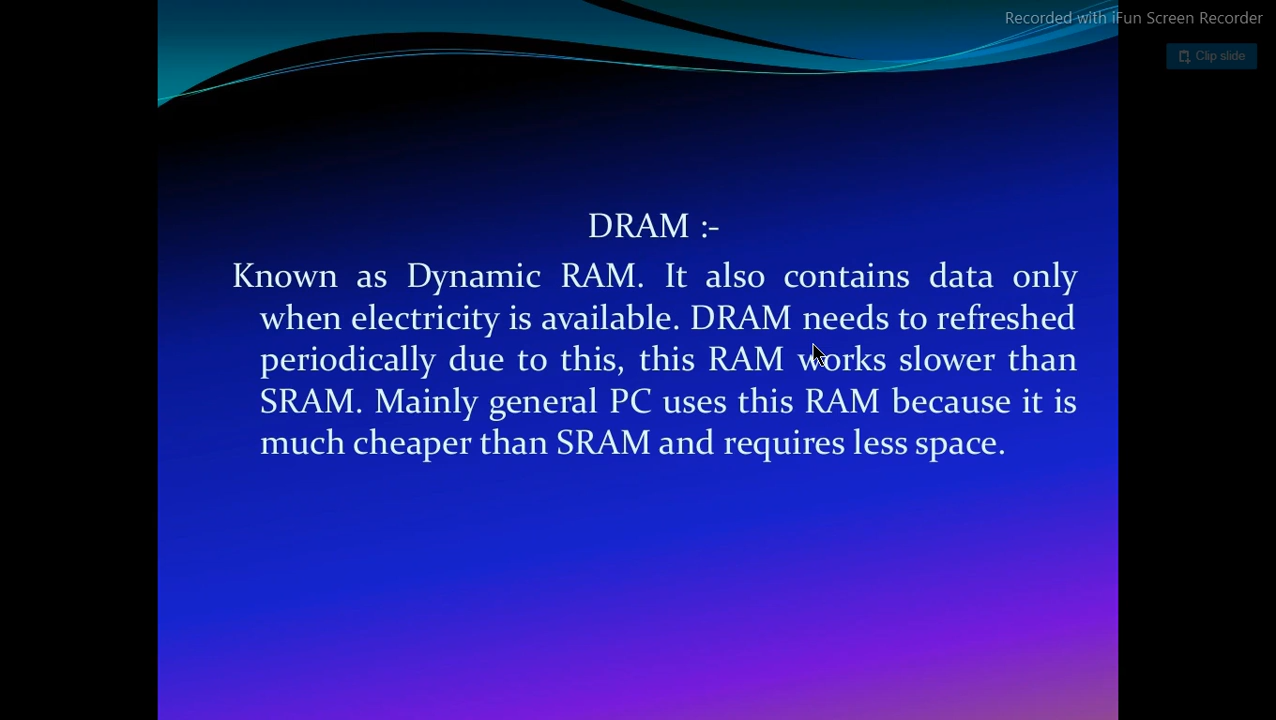 Recorded with iFun Screen Recorder
Clip slide
DRAM :-
Known as Dynamic RAM. It also contains data only
when electricity is available. DRAM needs to refreshed
periodically due to this, this RAM works slower than
SRAM. Mainly general PC uses this RAM because it is
much cheaper than SRAM and requires less space.